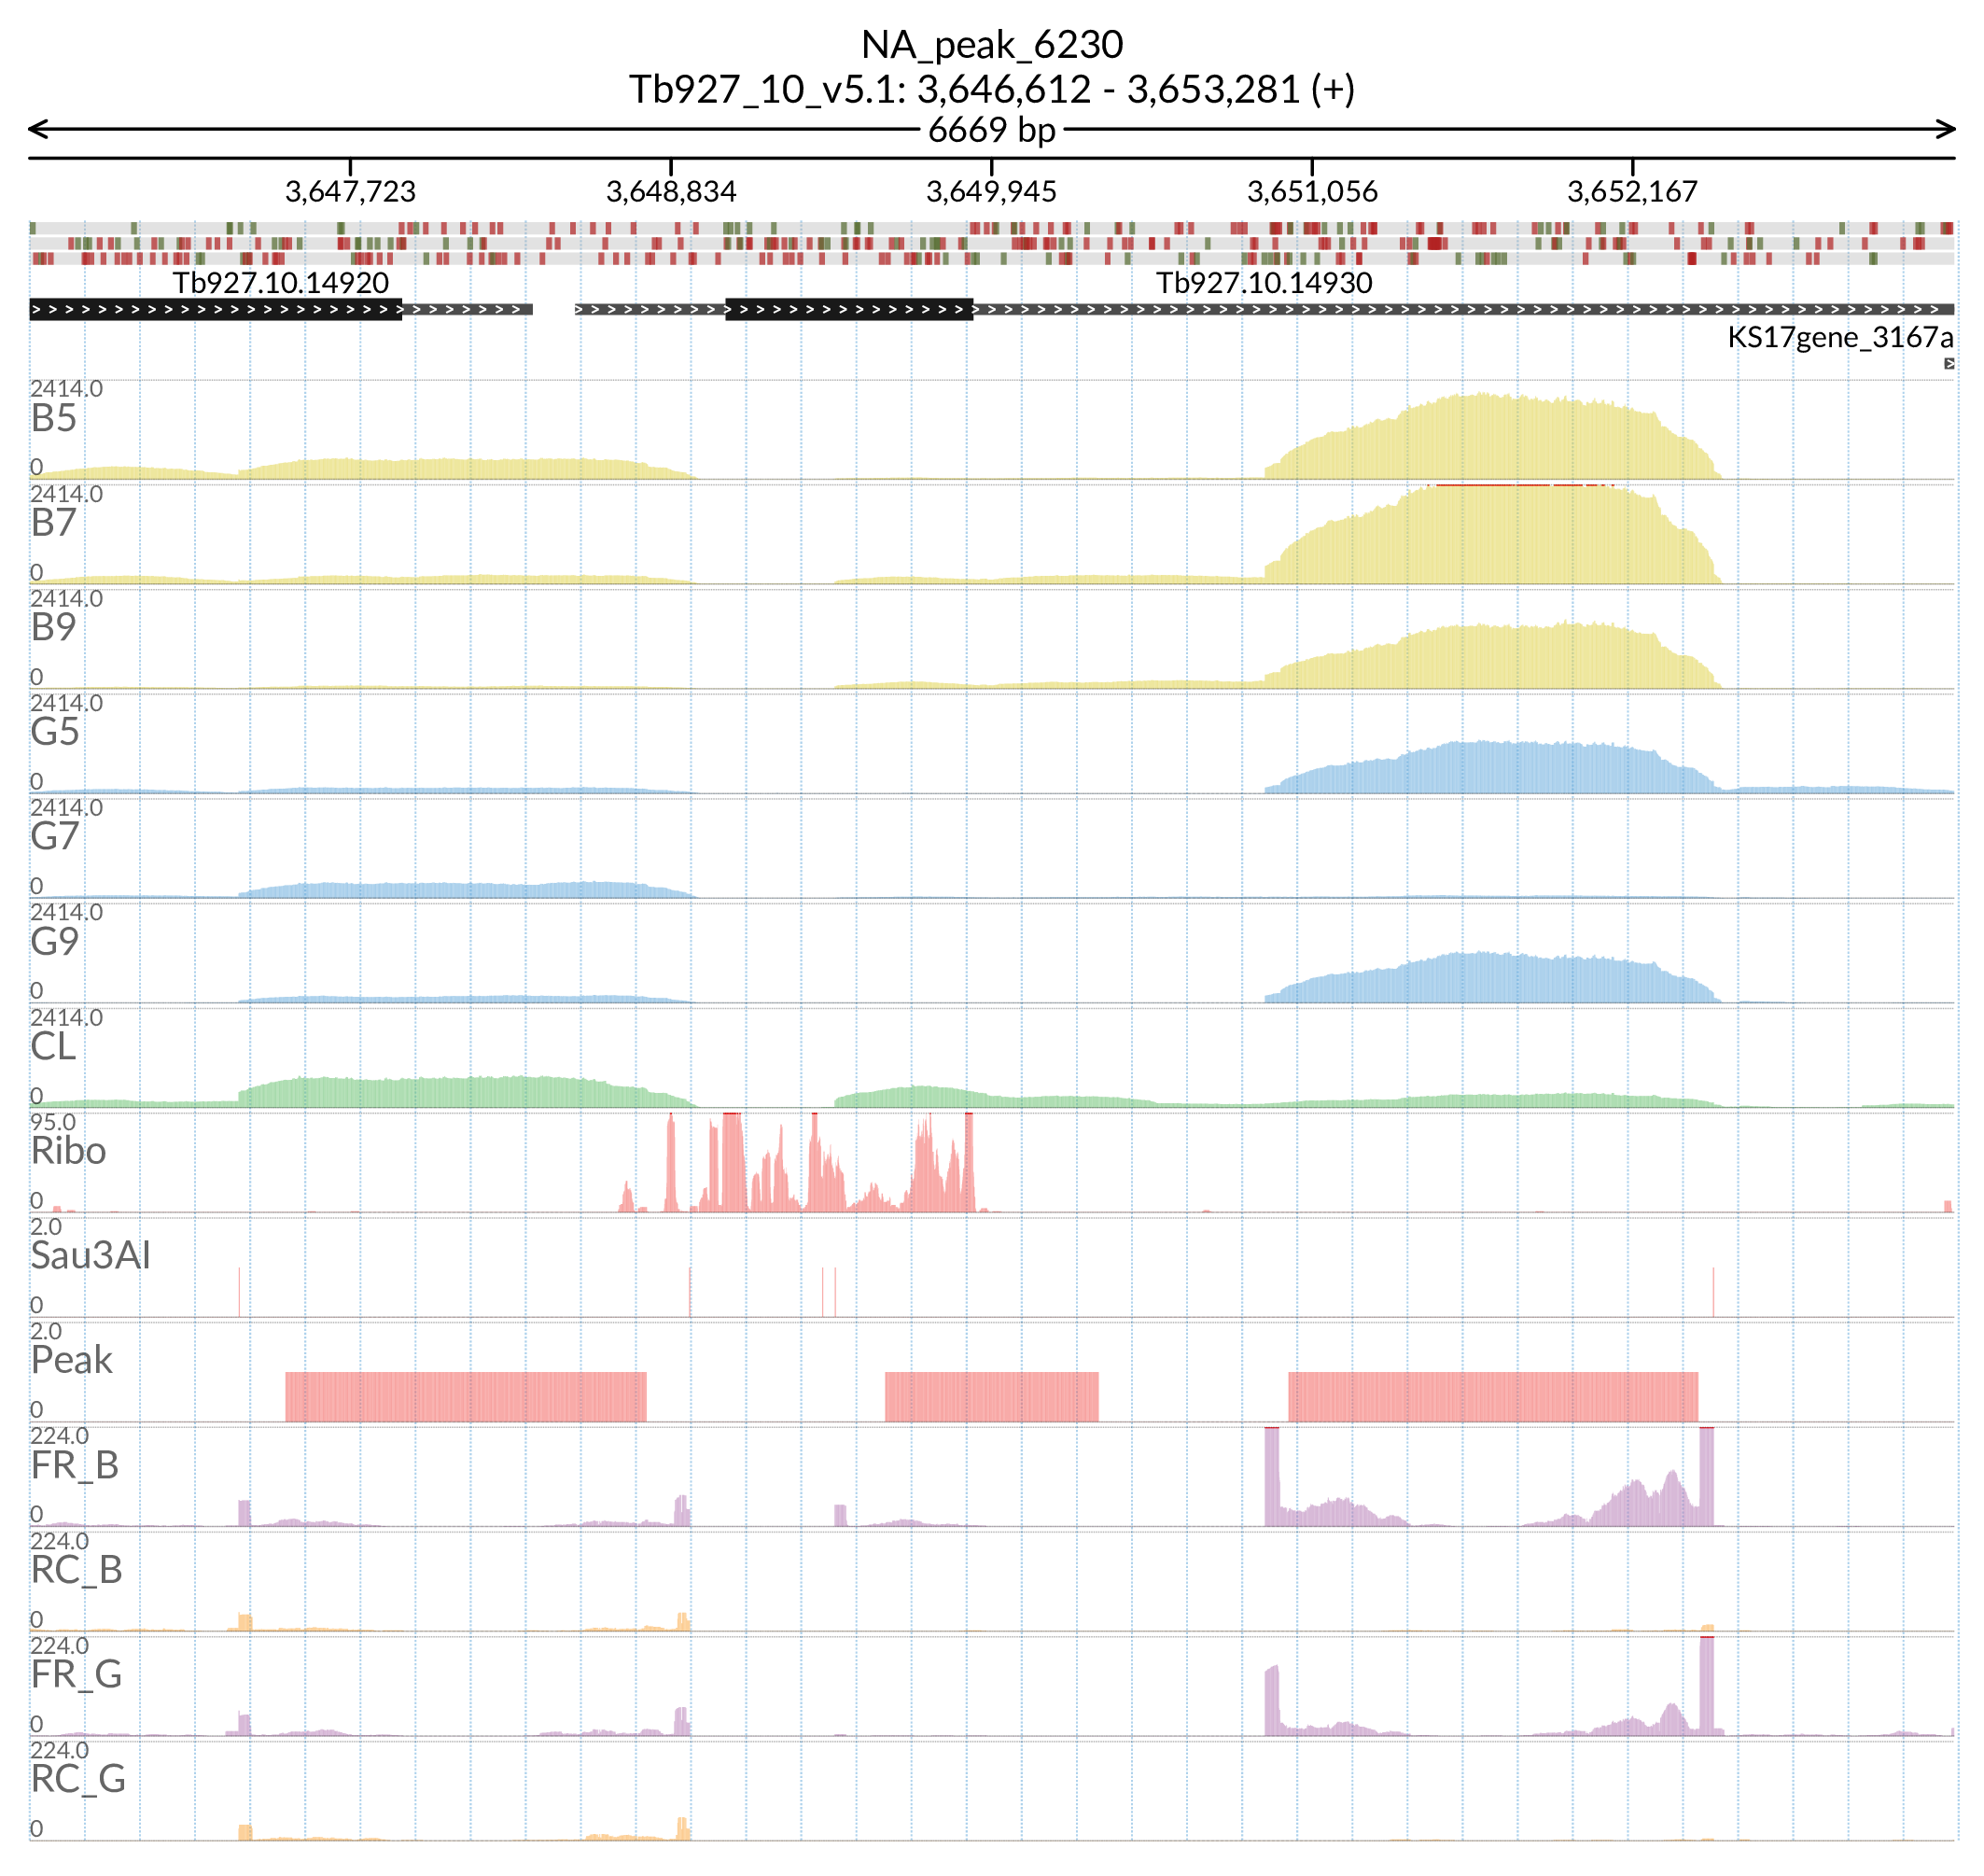 NA_peak_6230
Tb927_10_v5.1: 3,646,612 - 3,653,281 (+)
6669 bp
3,647,723 3,648,834 3,649,945 3,651,056 3,652,167
Tb927.10.14920 Tb927.10.14930
KS17gene_3167a
2414.0
B5
0
2414.0
B7
0
2414.0
B9
0
2414.0
G5
0
2414.0
G7
0
2414.0
G9
0
2414.0
CL
0
95.0
Ribo
0
2.0
Sau3AI
0
2.0
Peak
0
224.0
FR_B
0
224.0
RC_B
0
224.0
FR_G
0
224.0
RC_G
0